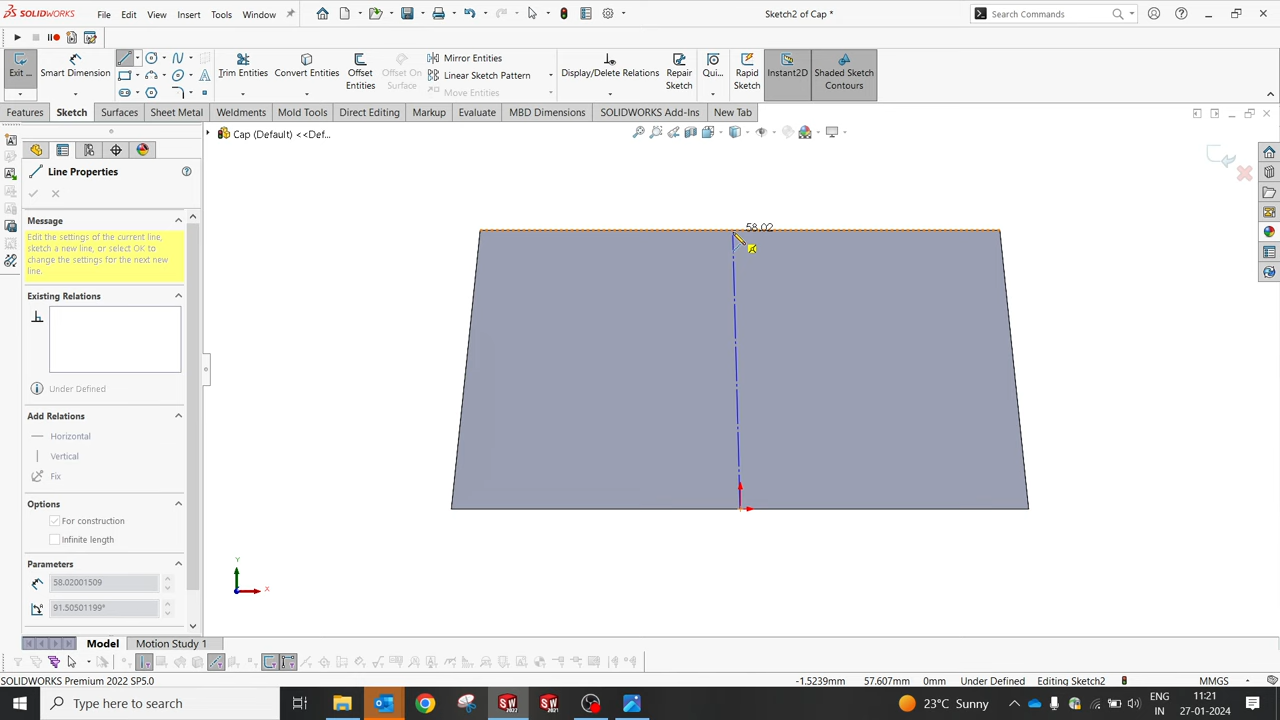 SOLIDWORKS File Edit View Insert Tools Window Sketch2 of Cap * Search Commands
Exit ... Smart Dimension Trim Entities Convert Entities Offset Entities Offset On Surface Mirror Entities Linear Sketch Pattern Move Entities Display/Delete Relations Repair Sketch Qui... Rapid Sketch Instant2D Shaded Sketch Contours
Features Sketch Surfaces Sheet Metal Weldments Mold Tools Direct Editing Markup Evaluate MBD Dimensions SOLIDWORKS Add-Ins New Tab
Cap (Default) <<Def...
Line Properties
Message
Edit the settings of the current line,
sketch a new line, or select OK to
change the settings for the next new
line.
Existing Relations
Under Defined
Add Relations
Horizontal
Vertical
Fix
Options
For construction
Infinite length
Parameters
58.02001509
91.50501199°
58.02
Y
X
Model Motion Study 1
SOLIDWORKS Premium 2022 SP5.0 -1.5239mm 57.607mm 0mm Under Defined Editing Sketch2 MMGS
Type here to search 23°C Sunny ENG IN 11:21 27-01-2024